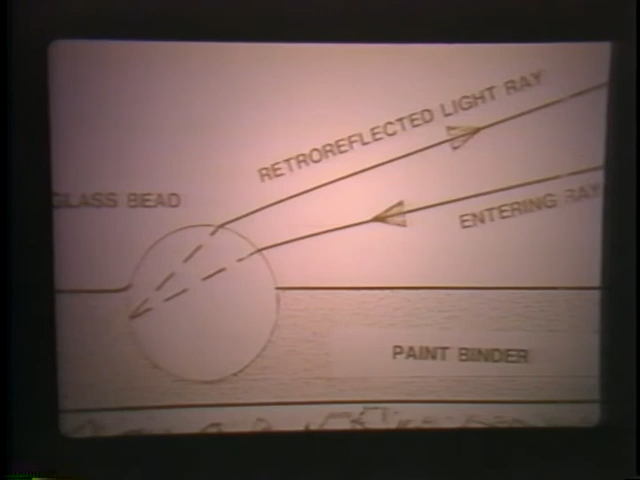 RETROREFLECTED LIGHT RAY
GLASS BEAD
ENTERING RAY
PAINT BINDER